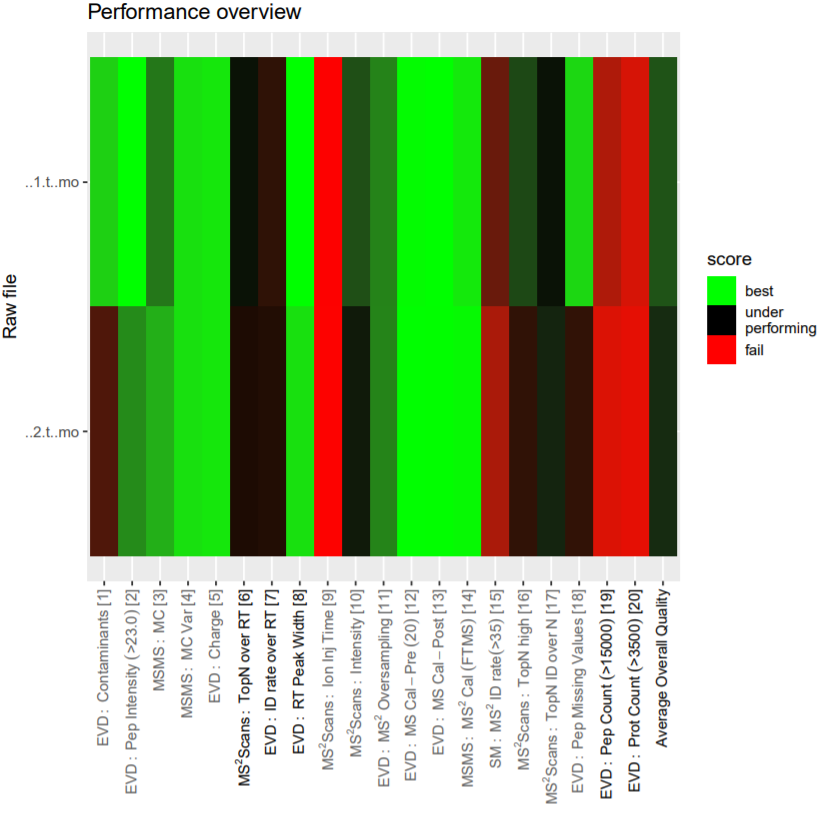 Performance overview
Raw file
..1.t..mo
..2.t..mo
score
best
under
performing
fail
EVD : Contaminants [1]
EVD : Pep Intensity (>23.0) [2]
MSMS : MC [3]
MSMS : MC Var [4]
EVD : Charge [5]
MS²Scans : TopN over RT [6]
EVD : ID rate over RT [7]
EVD : RT Peak Width [8]
MS²Scans : Ion Inj Time [9]
MS²Scans : Intensity [10]
EVD : MS² Oversampling [11]
EVD : MS Cal − Pre (20) [12]
EVD : MS Cal − Post [13]
MSMS : MS² Cal (FTMS) [14]
SM : MS² ID rate(>35) [15]
MS²Scans : TopN high [16]
MS²Scans : TopN ID over N [17]
EVD : Pep Missing Values [18]
EVD : Pep Count (>15000) [19]
EVD : Prot Count (>3500) [20]
Average Overall Quality